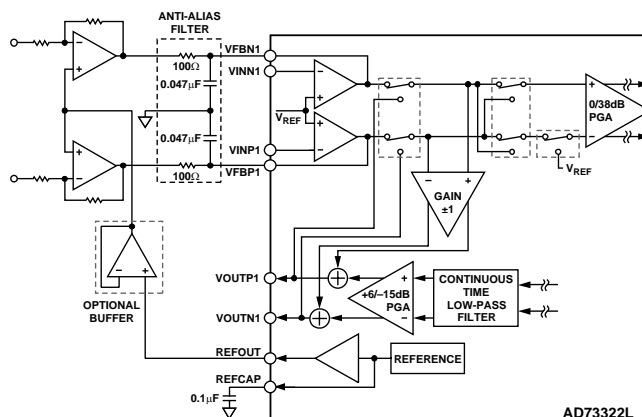 ANTI-ALIAS
FILTER
VFBN1
100Ω
VINN1
0.047µF
VREF
0.047µF
VINP1
100Ω
VFBP1
0/38dB
PGA
VREF
GAIN
±1
OPTIONAL
BUFFER
VOUTP1
+6/–15dB
PGA
CONTINUOUS
TIME
LOW-PASS
FILTER
VOUTN1
REFOUT
REFERENCE
REFCAP
0.1µF
AD73322L